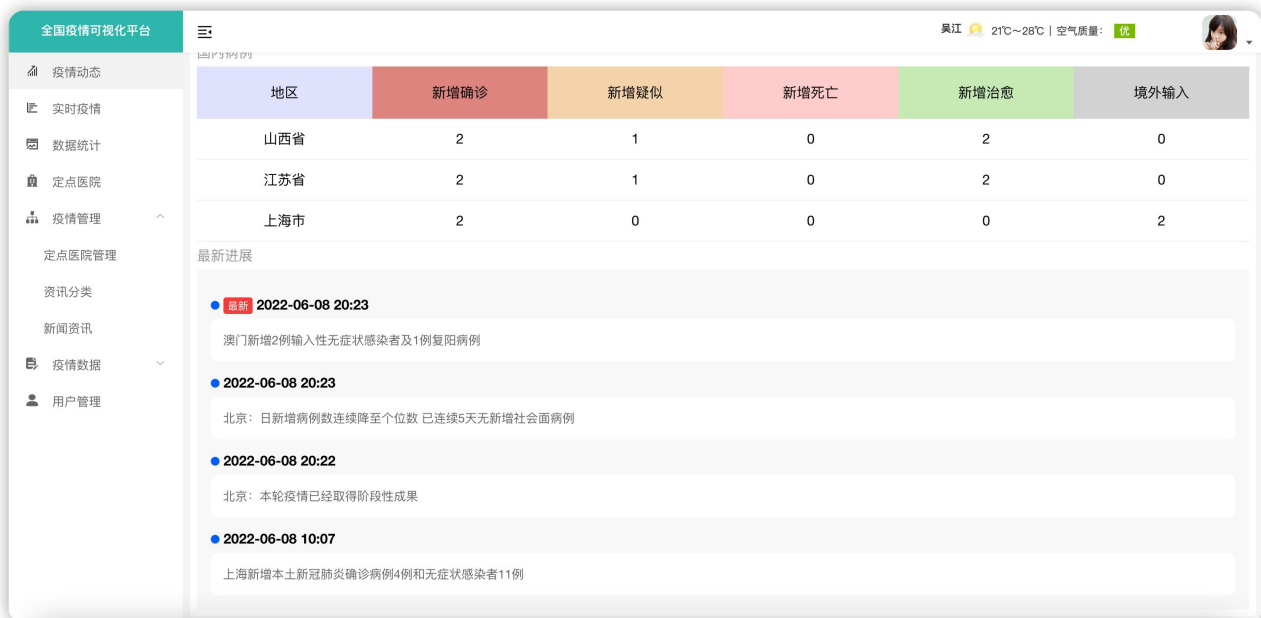 全国疫情可视化平台
吴江 21℃~28℃ | 空气质量: 优
疫情动态
实时疫情
数据统计
定点医院
疫情管理
定点医院管理
资讯分类
新闻资讯
疫情数据
用户管理
国内病例
地区 新增确诊 新增疑似 新增死亡 新增治愈 境外输入
山西省 2 1 0 2 0
江苏省 2 1 0 2 0
上海市 2 0 0 0 2
最新进展
最新 2022-06-08 20:23
澳门新增2例输入性无症状感染者及1例复阳病例
2022-06-08 20:23
北京：日新增病例数连续降至个位数 已连续5天无新增社会面病例
2022-06-08 20:22
北京：本轮疫情已经取得阶段性成果
2022-06-08 10:07
上海新增本土新冠肺炎确诊病例4例和无症状感染者11例